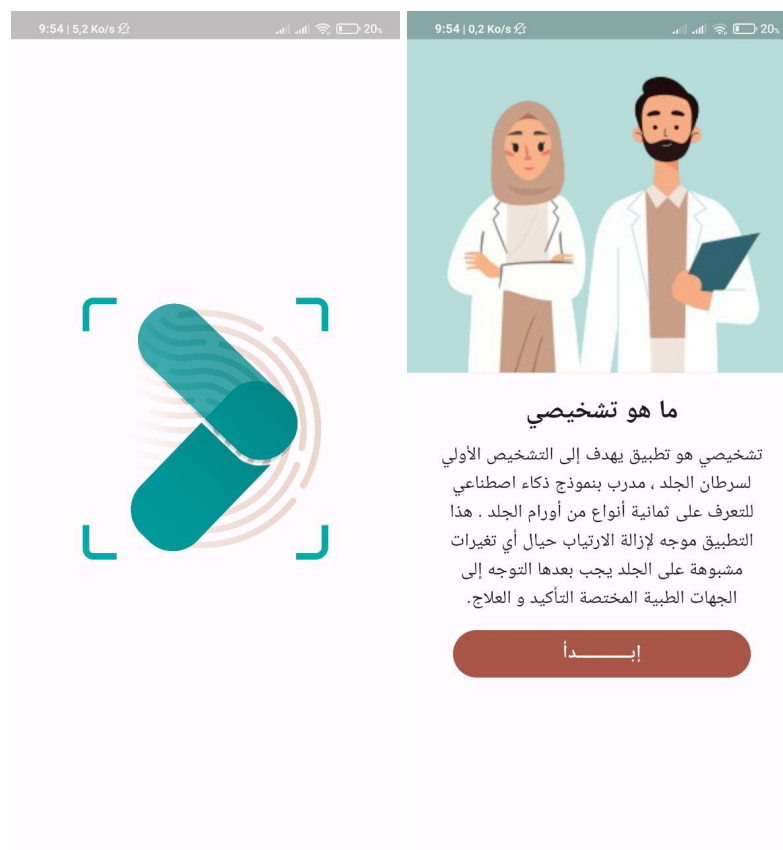 9:54 | 5,2 Ko/s
20%
9:54 | 0,2 Ko/s
20%
ما هو تشخيصي
تشخيصي هو تطبيق يهدف إلى التشخيص الأولي
لسرطان الجلد ، مدرب بنموذج ذكاء اصطناعي
للتعرف على ثمانية أنواع من أورام الجلد . هذا
التطبيق موجه لإزالة الارتياب حيال أي تغيرات
مشبوهة على الجلد يجب بعدها التوجه إلى
الجهات الطبية المختصة التأكيد و العلاج.
إبـــــــــدأ